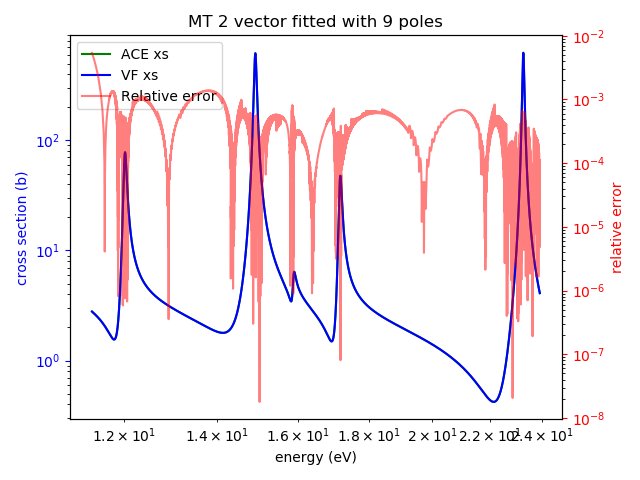 MT 2 vector fitted with 9 poles
ACE xs
VF xs
Relative error
10²
10¹
10⁰
cross section (b)
10⁻²
10⁻³
10⁻⁴
10⁻⁵
10⁻⁶
10⁻⁷
10⁻⁸
relative error
1.2 × 10¹
1.4 × 10¹
1.6 × 10¹
1.8 × 10¹
2 × 10¹
2.2 × 10¹
2.4 × 10¹
energy (eV)